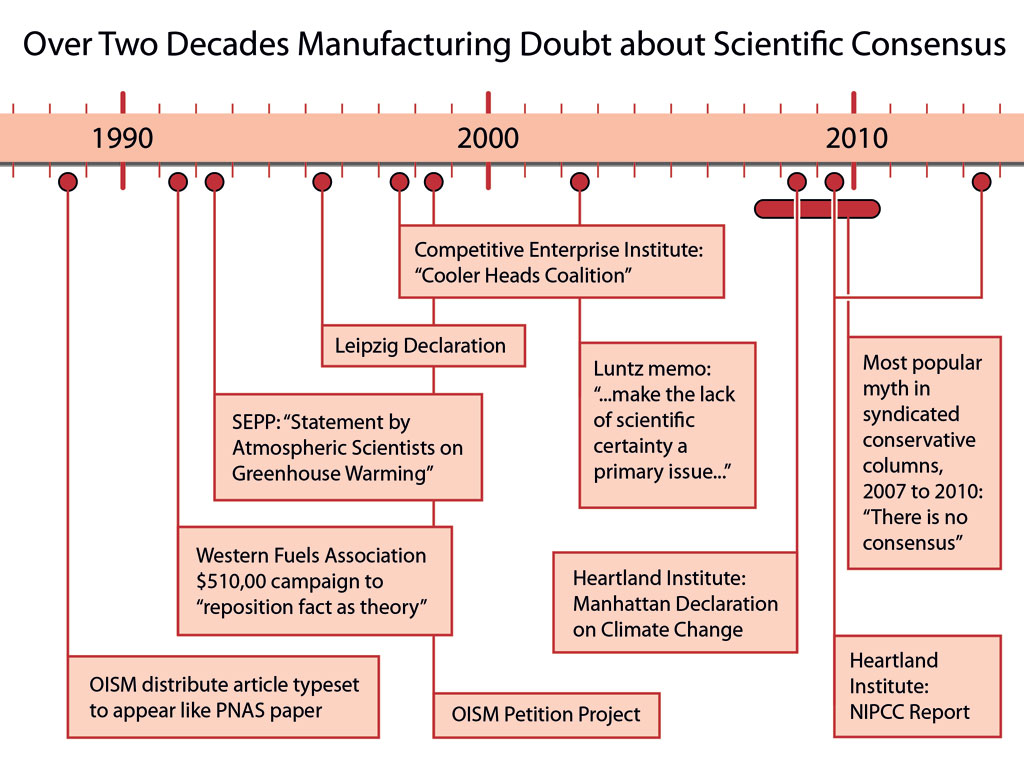 Over Two Decades Manufacturing Doubt about Scientific Consensus
1990
2000
2010
Competitive Enterprise Institute:
“Cooler Heads Coalition”
Leipzig Declaration
Luntz memo:
“...make the lack
of scientific
certainty a
primary issue...”
Most popular
myth in
syndicated
conservative
columns,
2007 to 2010:
“There is no
consensus”
SEPP: “Statement by
Atmospheric Scientists on
Greenhouse Warming”
Western Fuels Association
$510,00 campaign to
“reposition fact as theory”
Heartland Institute:
Manhattan Declaration
on Climate Change
OISM distribute article typeset
to appear like PNAS paper
OISM Petition Project
Heartland
Institute:
NIPCC Report